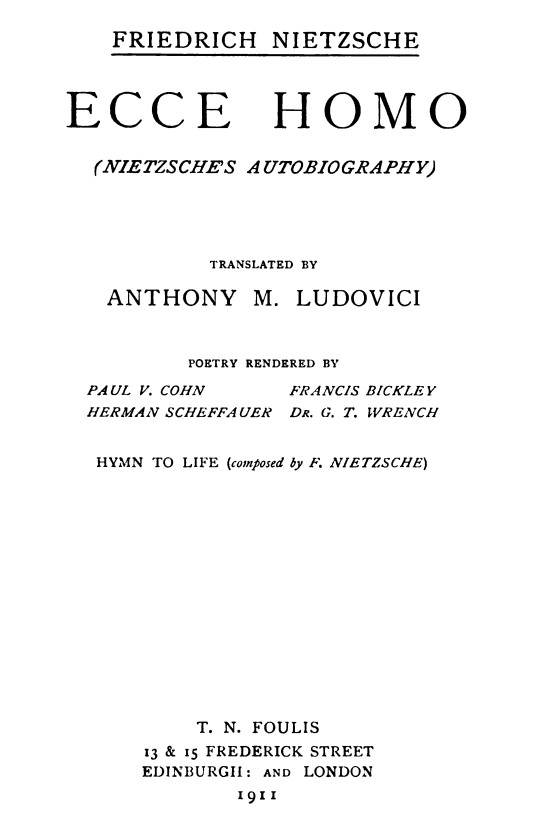 FRIEDRICH NIETZSCHE
ECCE HOMO
(NIETZSCHE'S AUTOBIOGRAPHY)
TRANSLATED BY
ANTHONY M. LUDOVICI
POETRY RENDERED BY
PAUL V. COHN FRANCIS BICKLEY
HERMAN SCHEFFAUER DR. G. T. WRENCH
HYMN TO LIFE (composed by F. NIETZSCHE)
T. N. FOULIS
13 & 15 FREDERICK STREET
EDINBURGH: AND LONDON
1911